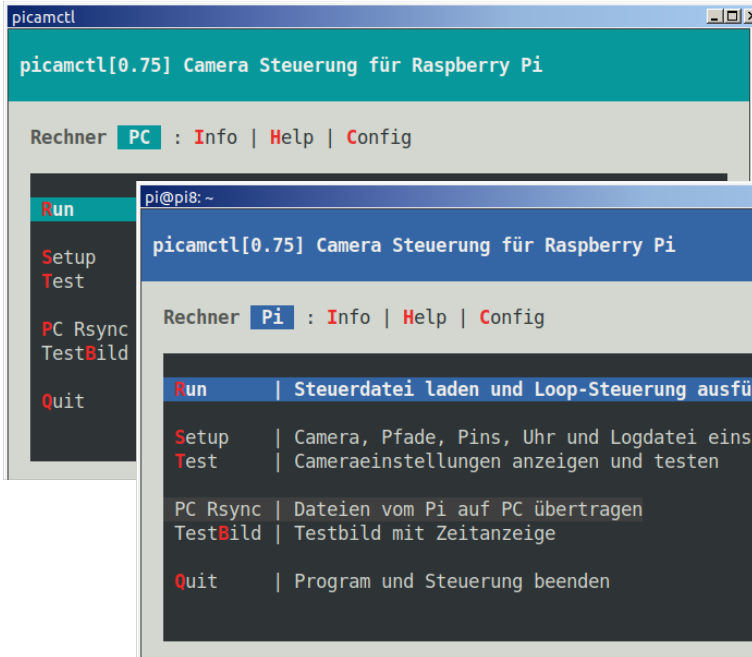 picamctl
picamctl[0.75] Camera Steuerung für Raspberry Pi
Rechner PC : Info | Help | Config
Run
Setup
Test
PC Rsync
TestBild
Quit
pi@pi8: ~
picamctl[0.75] Camera Steuerung für Raspberry Pi
Rechner Pi : Info | Help | Config
Run | Steuerdatei laden und Loop-Steuerung ausfü
Setup | Camera, Pfade, Pins, Uhr und Logdatei eins
Test | Cameraeinstellungen anzeigen und testen
PC Rsync | Dateien vom Pi auf PC übertragen
TestBild | Testbild mit Zeitanzeige
Quit | Program und Steuerung beenden